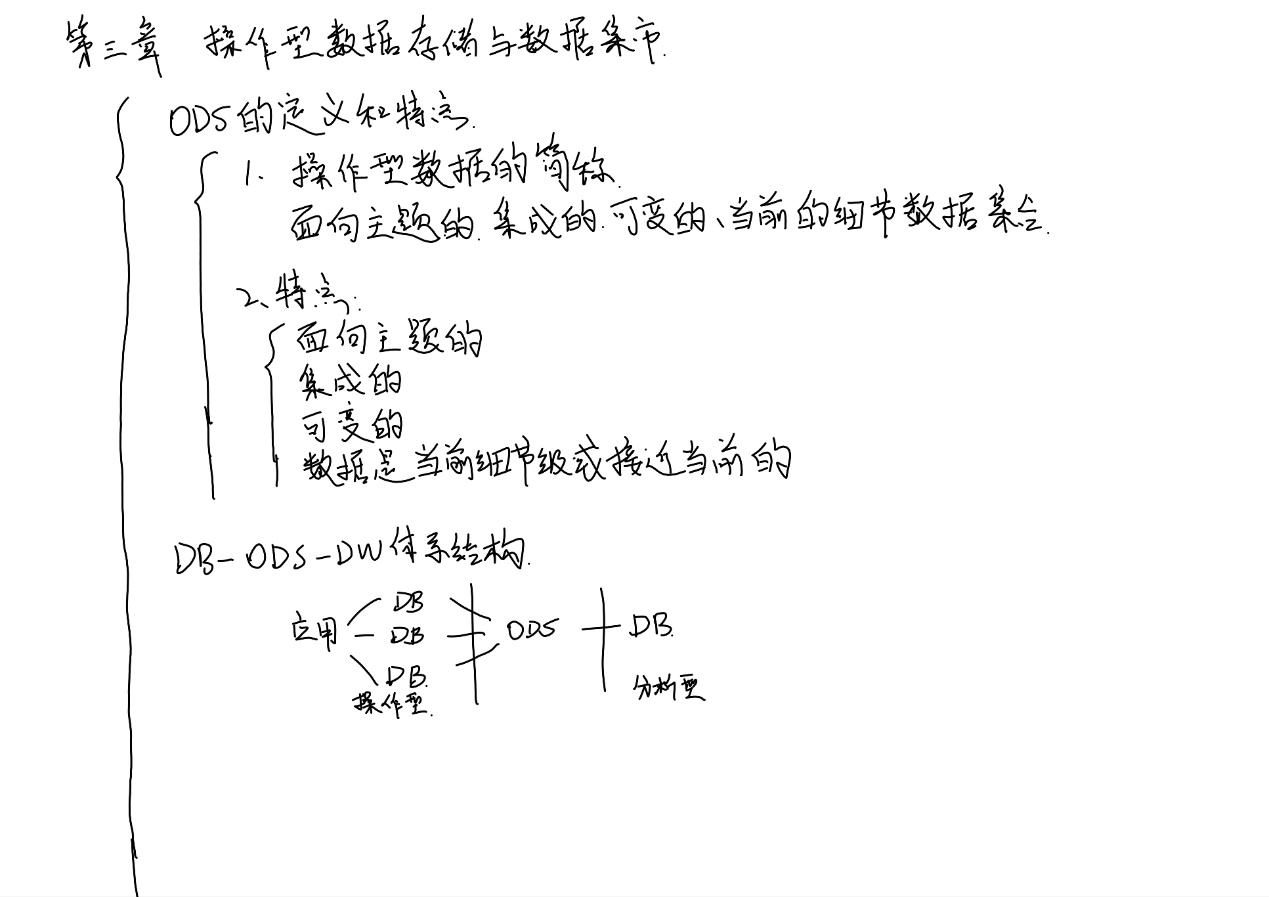 第三章 操作型数据存储与数据集市.
ODS的定义和特点.
1. 操作型数据的简称.
面向主题的.集成的.可变的、当前的细节数据集合.
2、特点:
面向主题的
集成的
可变的
数据是当前细节级或接近当前的
DB-ODS-DW体系结构.
DB
应用 DB ODS DB.
DB.
操作型. 分析型